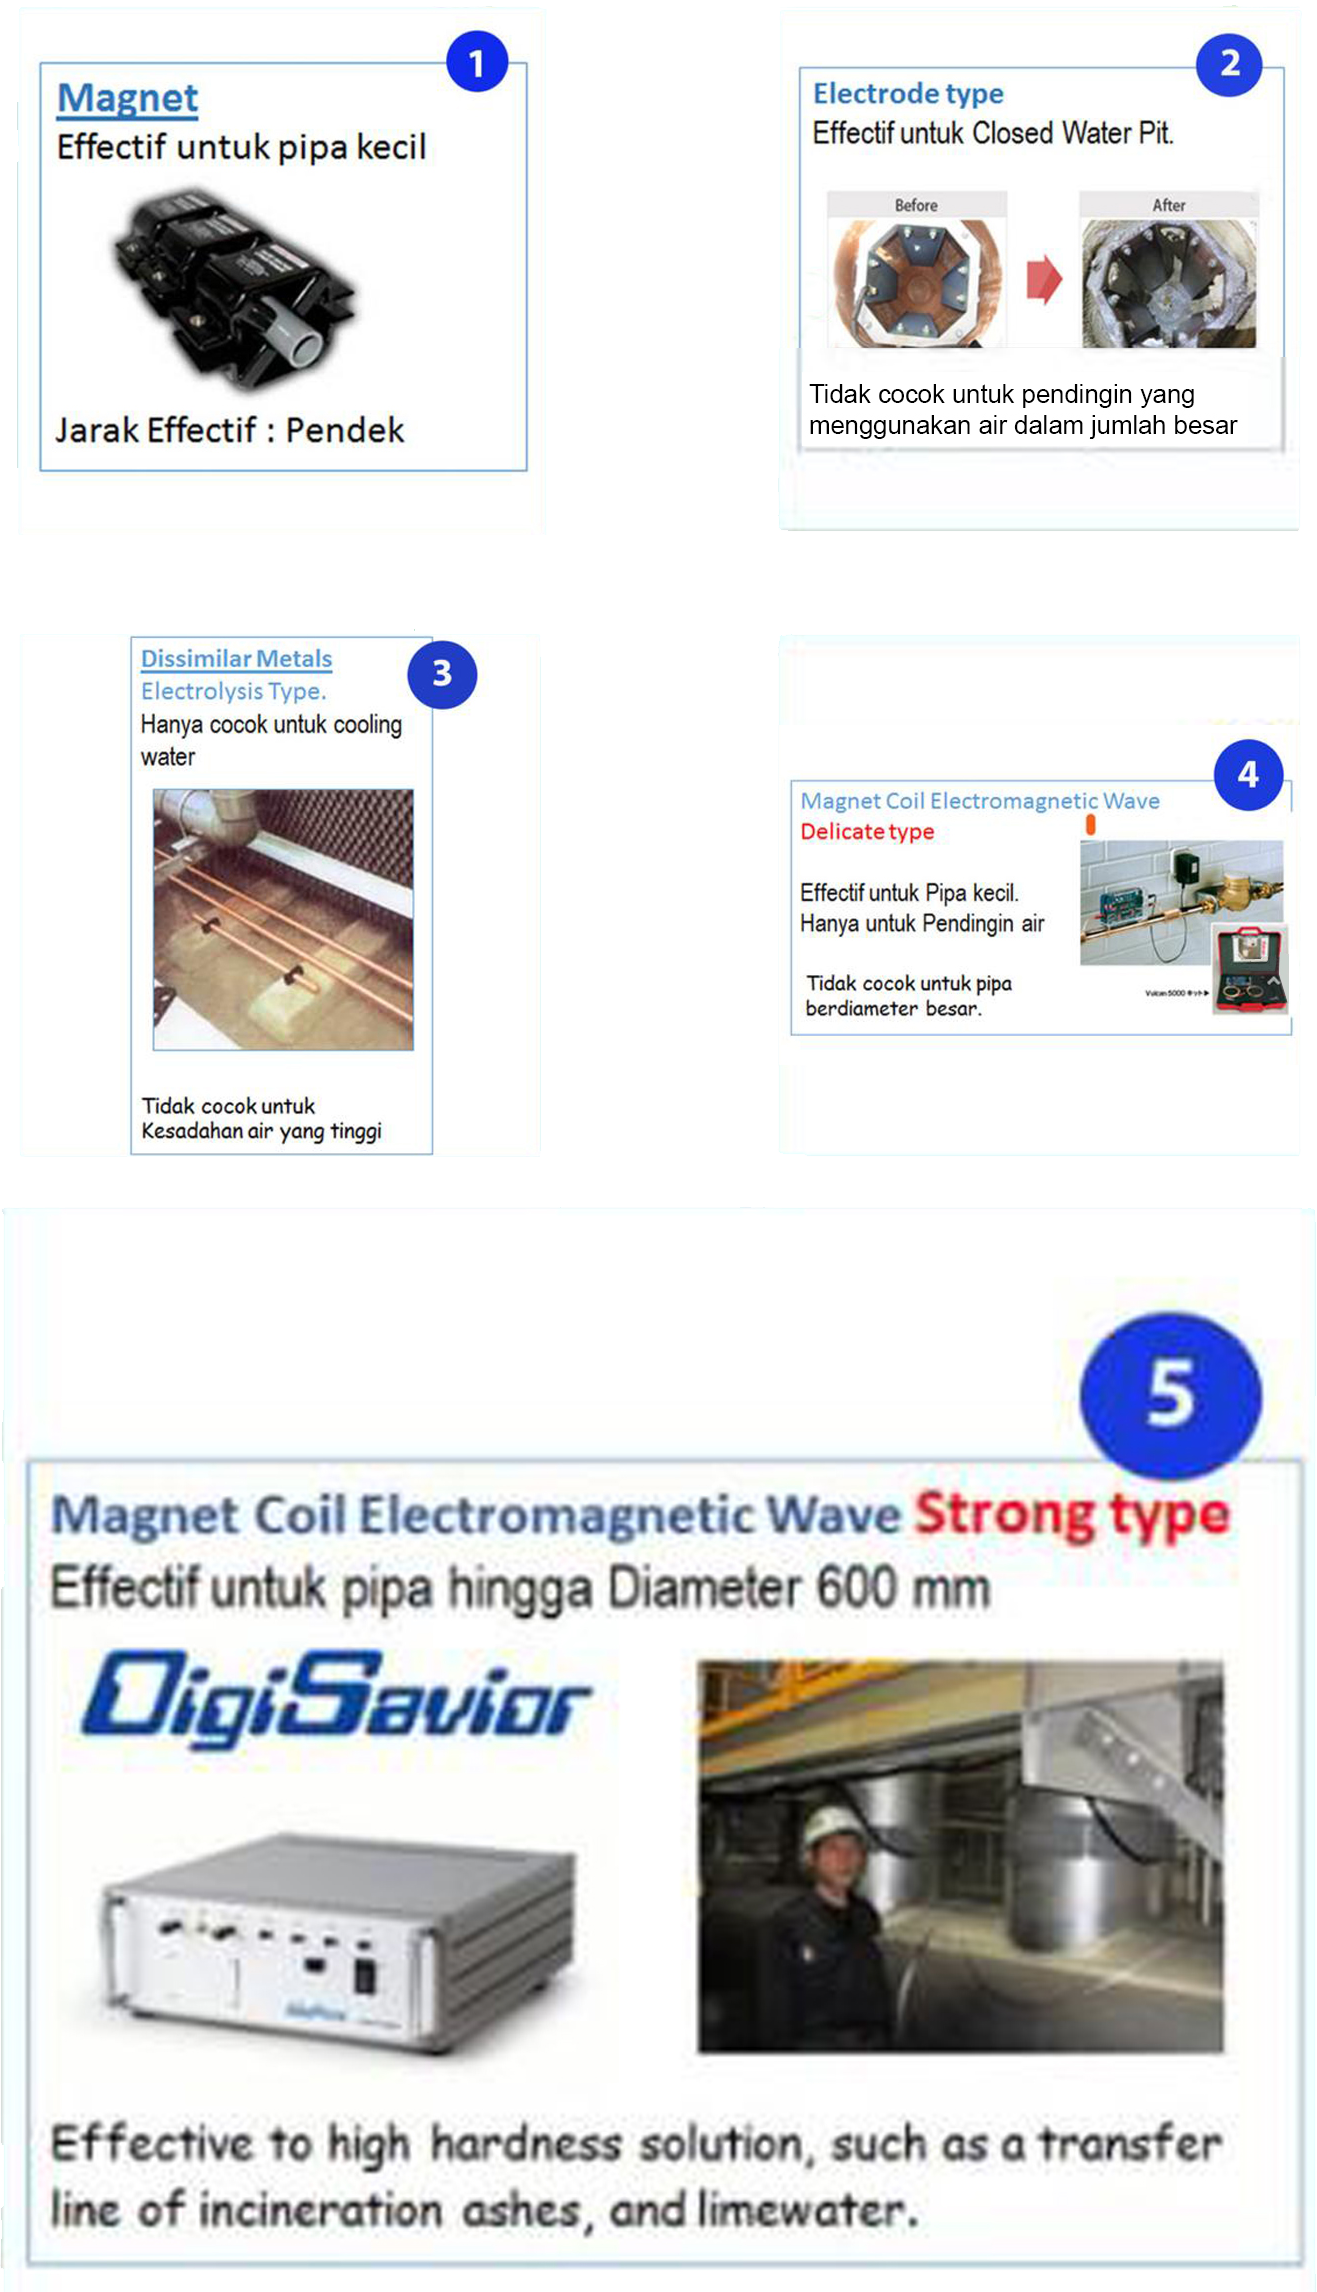 1
Magnet
Effectif untuk pipa kecil
Jarak Effectif : Pendek
2
Electrode type
Effectif untuk Closed Water Pit.
Before
After
Tidak cocok untuk pendingin yang
menggunakan air dalam jumlah besar
3
Dissimilar Metals
Electrolysis Type.
Hanya cocok untuk cooling
water
Tidak cocok untuk
Kesadahan air yang tinggi
4
Magnet Coil Electromagnetic Wave
Delicate type
Effectif untuk Pipa kecil.
Hanya untuk Pendingin air
Tidak cocok untuk pipa
berdiameter besar.
Vulcan 5000 キット▶
5
Magnet Coil Electromagnetic Wave Strong type
Effectif untuk pipa hingga Diameter 600 mm
DigiSavior
Effective to high hardness solution, such as a transfer
line of incineration ashes, and limewater.